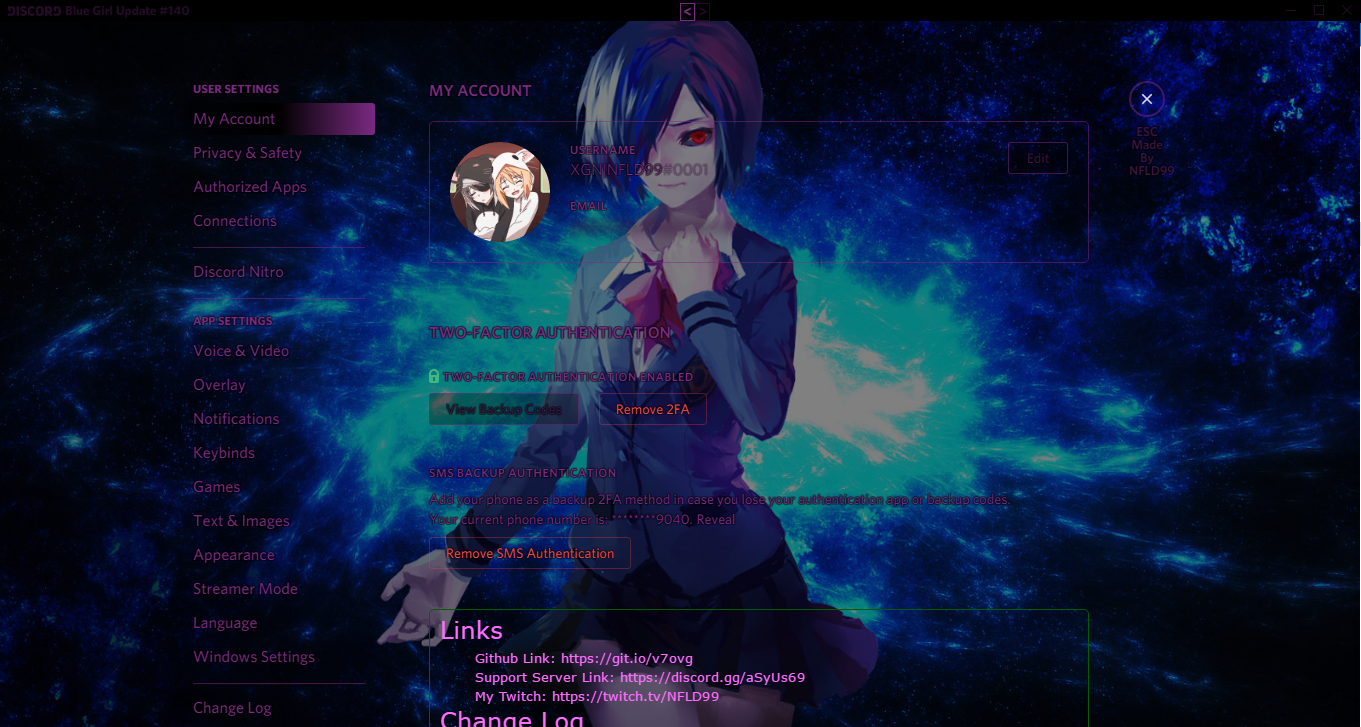 DISCORD Blue Girl Update #140
< >
USER SETTINGS
My Account
Privacy & Safety
Authorized Apps
Connections
Discord Nitro
APP SETTINGS
Voice & Video
Overlay
Notifications
Keybinds
Games
Text & Images
Appearance
Streamer Mode
Language
Windows Settings
Change Log
MY ACCOUNT
USERNAME
XGNINFLD99#0001
EMAIL
Edit
ESC
Made
By
NFLD99
TWO-FACTOR AUTHENTICATION
TWO-FACTOR AUTHENTICATION ENABLED
View Backup Codes
Remove 2FA
SMS BACKUP AUTHENTICATION
Add your phone as a backup 2FA method in case you lose your authentication app or backup codes.
Your current phone number is: ********9040. Reveal
Remove SMS Authentication
Links
Github Link: https://git.io/v7ovg
Support Server Link: https://discord.gg/aSyUs69
My Twitch: https://twitch.tv/NFLD99
Change Log